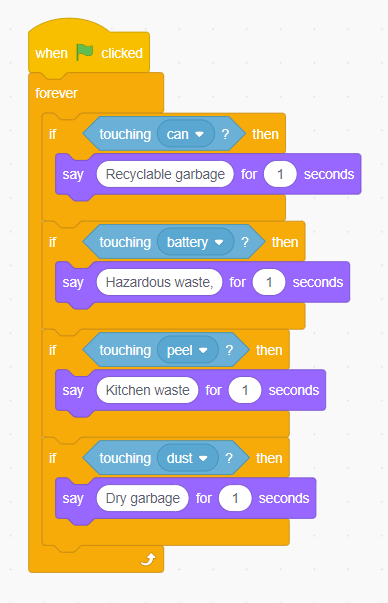 when clicked
forever
if touching can ? then
say Recyclable garbage for 1 seconds
if touching battery ? then
say Hazardous waste, for 1 seconds
if touching peel ? then
say Kitchen waste for 1 seconds
if touching dust ? then
say Dry garbage for 1 seconds